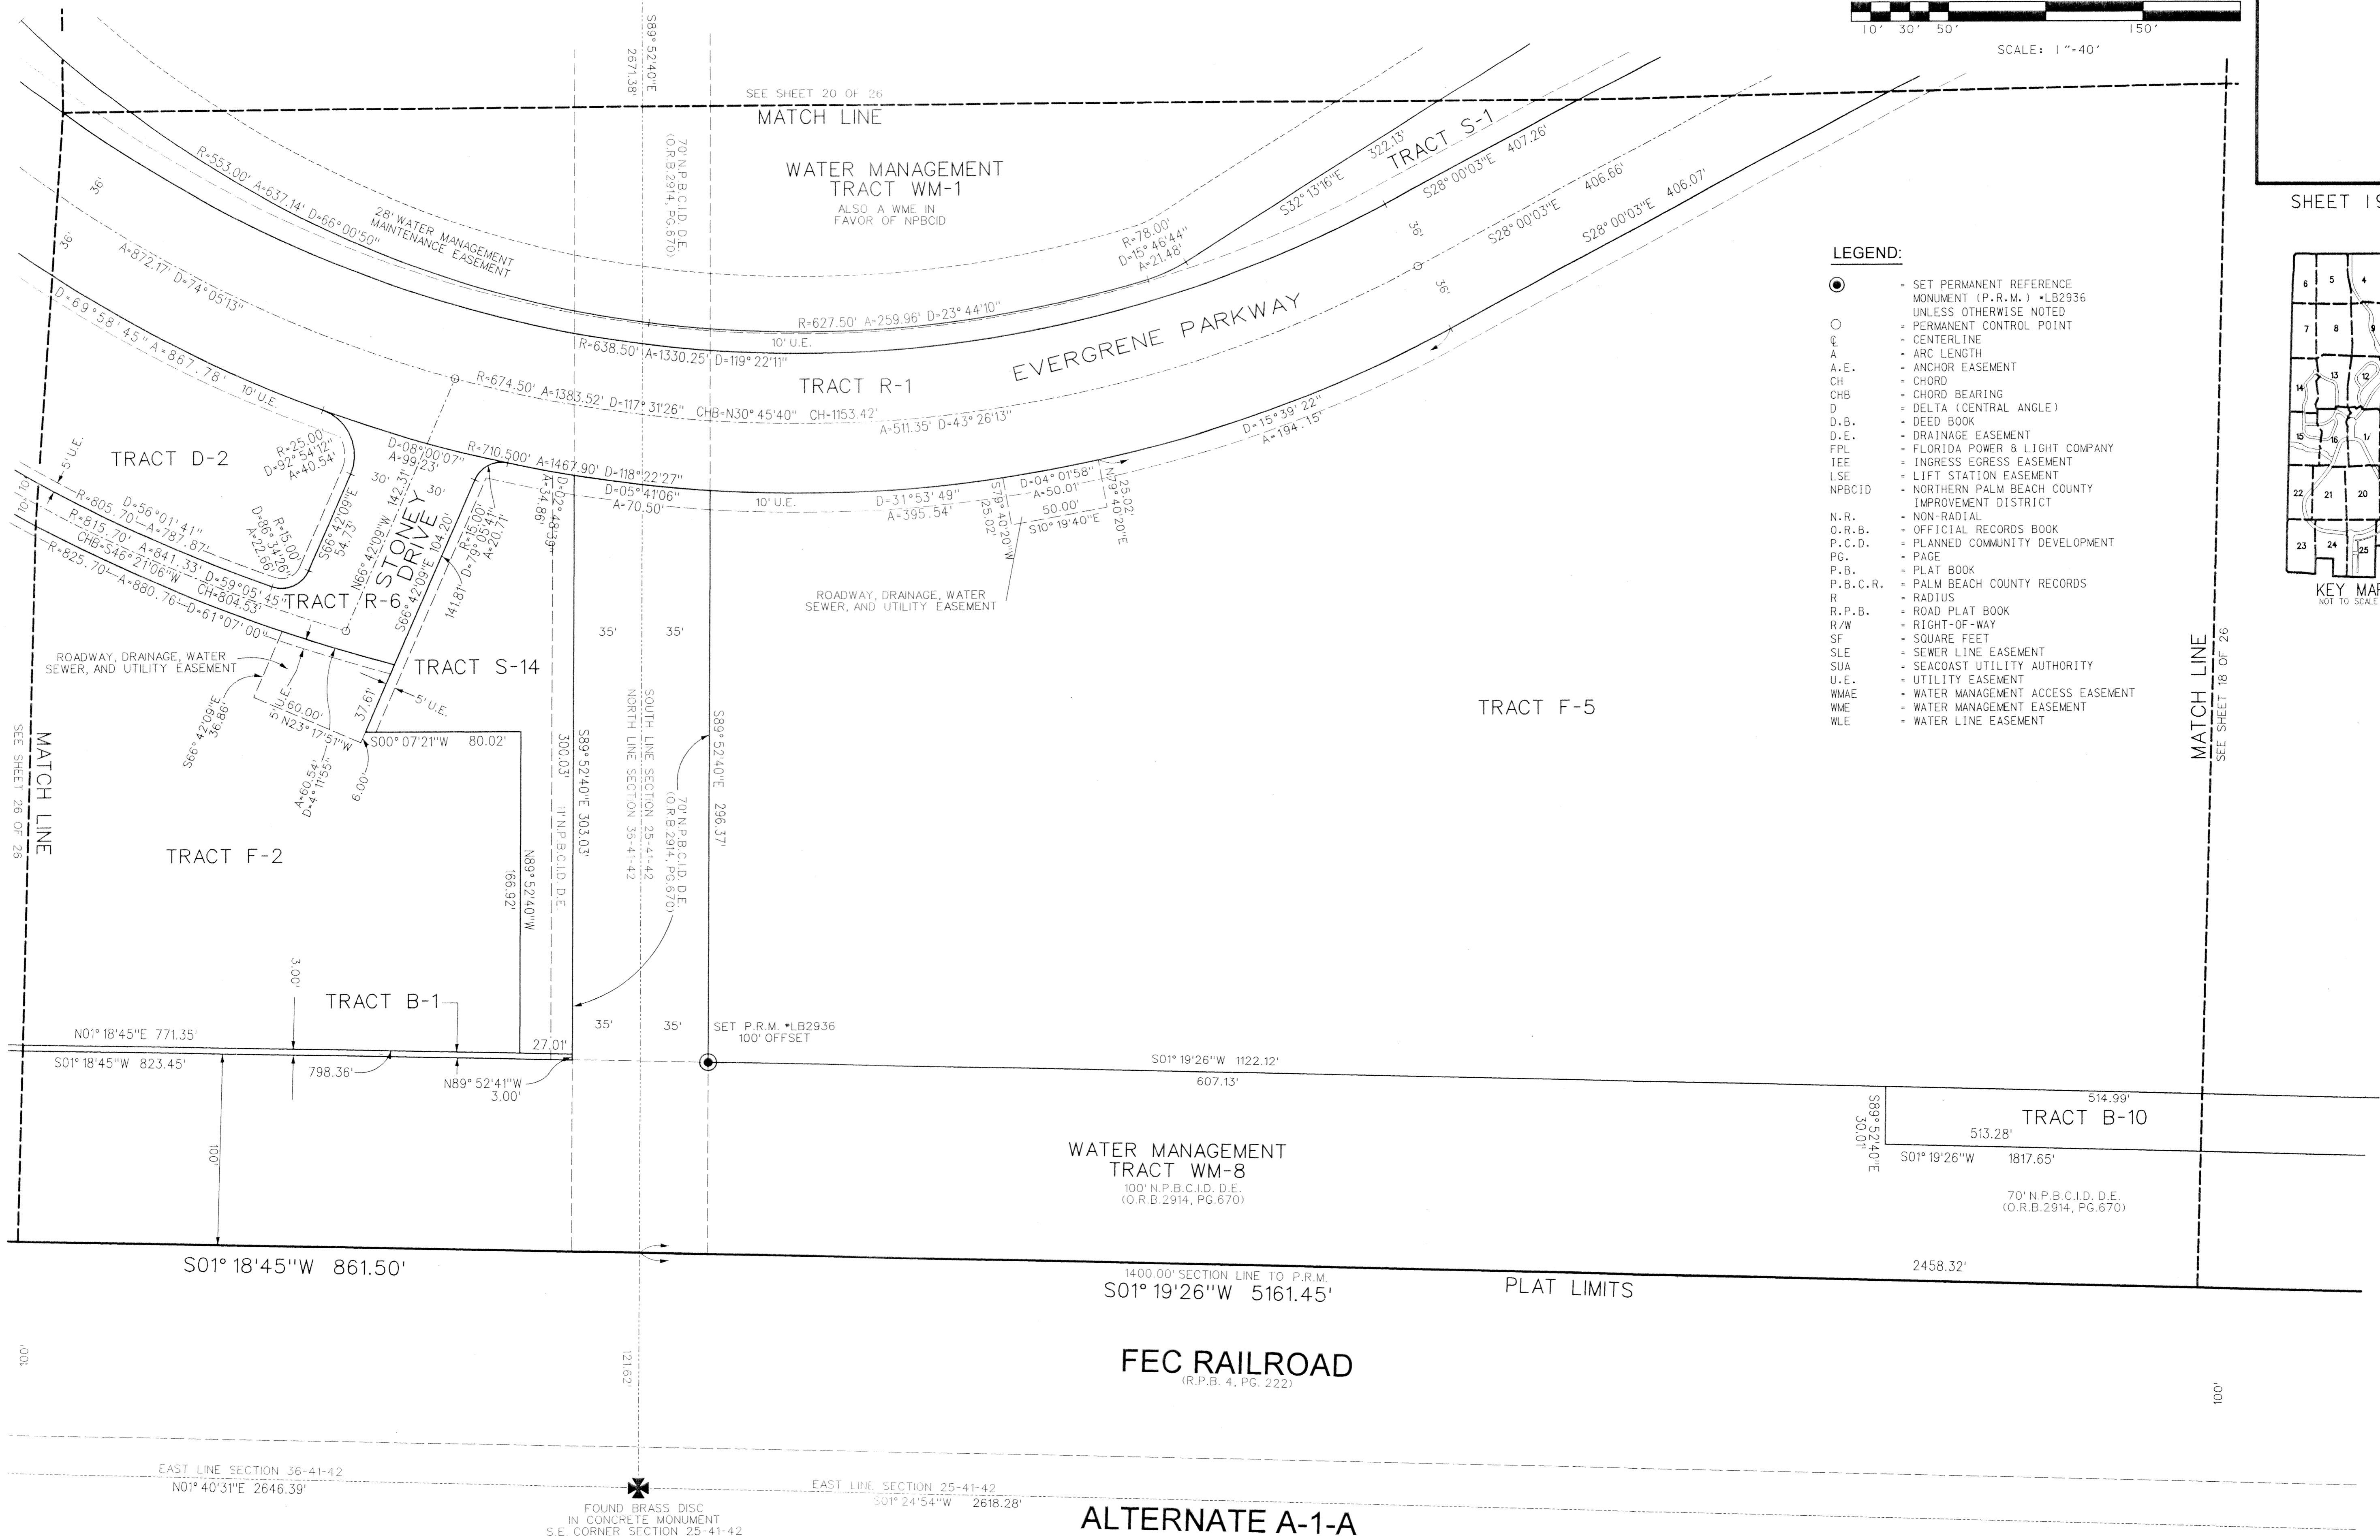 10' 30' 50' 150'
SCALE: 1"=40'
SHEET 19
S89°52'40"E
2671.38'
SEE SHEET 20 OF 26
MATCH LINE
70' N.P.B.C.I.D. D.E.
(O.R.B.2914, PG.670)
WATER MANAGEMENT
TRACT WM-1
ALSO A WME IN
FAVOR OF NPBCID
R=553.00' A=637.14' D=66°00'50"
28' WATER MANAGEMENT
MAINTENANCE EASEMENT
36'
36'
A=872.17' D=74°05'13"
D=69°58'45" A=867.78' 10' U.E.
R=78.00'
D=15°46'44"
A=21.48'
322.13'
S32°13'16"E
TRACT S-1
S28°00'03"E 407.26'
36'
36'
S28°00'03"E 406.66'
S28°00'03"E 406.07'
R=627.50' A=259.96' D=23°44'10"
10' U.E.
R=638.50' A=1330.25' D=119°22'11"
EVERGRENE PARKWAY
TRACT R-1
R=674.50' A=1383.52' D=117°31'26" CHB=N30°45'40" CH=1153.42'
A=511.35' D=43°26'13"
D=15°39'22"
A=194.15'
R=710.500' A=1467.90' D=118°22'27"
D=08°00'07"
A=99.23'
D=05°41'06"
A=70.50'
10' U.E.
D=31°53'49"
A=395.54'
D=02°48'39"
A=34.86'
D=04°01'58"
A=50.01'
50.00'
S10°19'40"E
S79°40'20"W
25.02'
25.02'
N79°40'20"E
ROADWAY, DRAINAGE, WATER
SEWER, AND UTILITY EASEMENT
TRACT D-2
5' U.E.
R=25.00'
D=92°54'12"
A=40.54'
10'
10'
R=805.70' A=787.87'
D=56°01'41"
R=815.70' A=841.33' D=59°05'45"
CHB=S46°21'06"W CH=804.53'
R=825.70' A=880.76' D=61°07'00"
R=15.00'
D=86°34'26"
A=22.66'
S66°42'09"E
54.73'
30'
30'
N66°42'09"W 142.31'
STONEY
DRIVE
S66°42'09"E 104.20'
141.81'
R=15.00'
D=79°05'41"
A=20.71'
TRACT R-6
TRACT S-14
ROADWAY, DRAINAGE, WATER
SEWER, AND UTILITY EASEMENT
S66°42'09"E
36.86'
5' U.E.
60.00'
N23°17'51"W
37.61'
5' U.E.
A=60.54'
D=4°11'55"
6.00'
S00°07'21"W 80.02'
35' 35'
SOUTH LINE SECTION 25-41-42
NORTH LINE SECTION 36-41-42
S89°52'40"E 303.03'
300.03'
11' N.P.B.C.I.D. D.E.
70' N.P.B.C.I.D. D.E.
(O.R.B.2914, PG.670)
S89°52'40"E 296.37'
N89°52'40"W
166.92'
MATCH LINE
SEE SHEET 26 OF 26
TRACT F-2
TRACT F-5
LEGEND:
= SET PERMANENT REFERENCE
MONUMENT (P.R.M.) *LB2936
UNLESS OTHERWISE NOTED
= PERMANENT CONTROL POINT
℄ = CENTERLINE
A = ARC LENGTH
A.E. = ANCHOR EASEMENT
CH = CHORD
CHB = CHORD BEARING
D = DELTA (CENTRAL ANGLE)
D.B. = DEED BOOK
D.E. = DRAINAGE EASEMENT
FPL = FLORIDA POWER & LIGHT COMPANY
IEE = INGRESS EGRESS EASEMENT
LSE = LIFT STATION EASEMENT
NPBCID = NORTHERN PALM BEACH COUNTY
IMPROVEMENT DISTRICT
N.R. = NON-RADIAL
O.R.B. = OFFICIAL RECORDS BOOK
P.C.D. = PLANNED COMMUNITY DEVELOPMENT
PG. = PAGE
P.B. = PLAT BOOK
P.B.C.R. = PALM BEACH COUNTY RECORDS
R = RADIUS
R.P.B. = ROAD PLAT BOOK
R/W = RIGHT-OF-WAY
SF = SQUARE FEET
SLE = SEWER LINE EASEMENT
SUA = SEACOAST UTILITY AUTHORITY
U.E. = UTILITY EASEMENT
WMAE = WATER MANAGEMENT ACCESS EASEMENT
WME = WATER MANAGEMENT EASEMENT
WLE = WATER LINE EASEMENT
6 5 4
7 8 9
14 13 12
15 16 17
22 21 20
23 24 25
KEY MAP
NOT TO SCALE
MATCH LINE
SEE SHEET 18 OF 26
3.00'
TRACT B-1
35' 35'
SET P.R.M. *LB2936
100' OFFSET
N01°18'45"E 771.35'
S01°18'45"W 823.45'
798.36'
27.01'
N89°52'41"W
3.00'
100'
S01°19'26"W 1122.12'
607.13'
WATER MANAGEMENT
TRACT WM-8
100' N.P.B.C.I.D. D.E.
(O.R.B.2914, PG.670)
S89°52'40"E
30.01'
514.99'
TRACT B-10
513.28'
S01°19'26"W 1817.65'
70' N.P.B.C.I.D. D.E.
(O.R.B.2914, PG.670)
S01°18'45"W 861.50'
1400.00' SECTION LINE TO P.R.M.
S01°19'26"W 5161.45'
PLAT LIMITS
2458.32'
100'
121.62'
FEC RAILROAD
(R.P.B. 4, PG. 222)
100'
EAST LINE SECTION 36-41-42
N01°40'31"E 2646.39'
EAST LINE SECTION 25-41-42
S01°24'54"W 2618.28'
FOUND BRASS DISC
IN CONCRETE MONUMENT
S.E. CORNER SECTION 25-41-42
ALTERNATE A-1-A